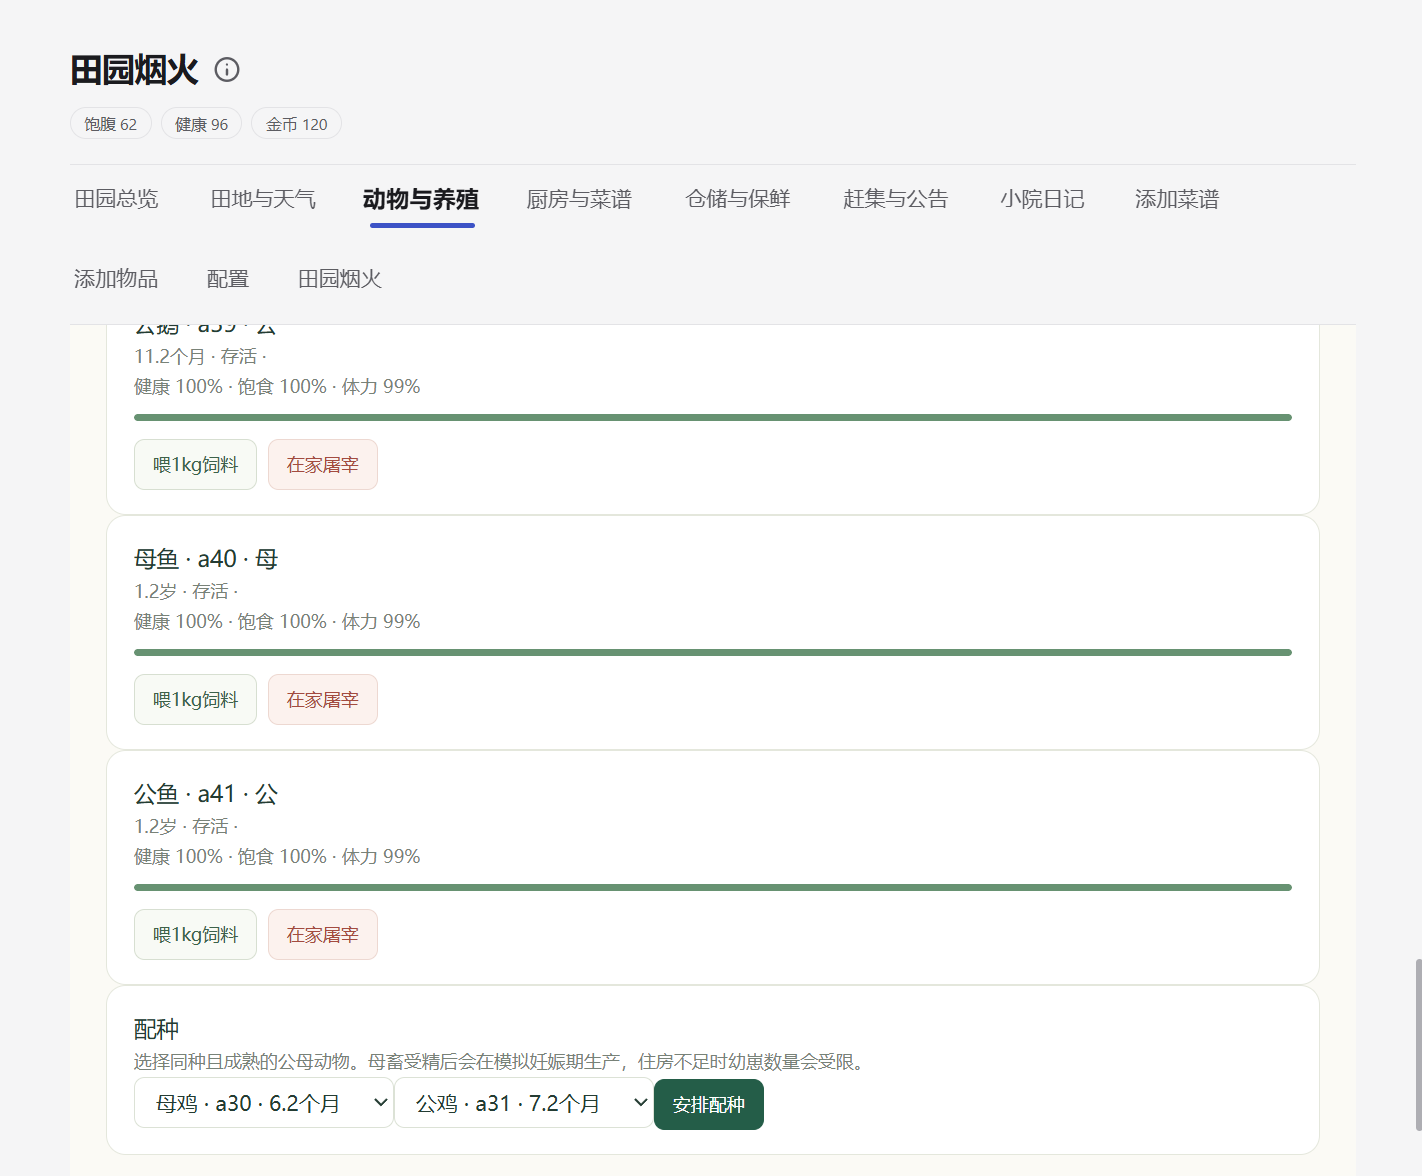 田园烟火
饱腹 62 健康 96 金币 120
田园总览 田地与天气 动物与养殖 厨房与菜谱 仓储与保鲜 赶集与公告 小院日记 添加菜谱
添加物品 配置 田园烟火
公鹅 · a39 · 公
11.2个月 · 存活 ·
健康 100% · 饱食 100% · 体力 99%
喂1kg饲料 在家屠宰
母鱼 · a40 · 母
1.2岁 · 存活 ·
健康 100% · 饱食 100% · 体力 99%
喂1kg饲料 在家屠宰
公鱼 · a41 · 公
1.2岁 · 存活 ·
健康 100% · 饱食 100% · 体力 99%
喂1kg饲料 在家屠宰
配种
选择同种且成熟的公母动物。母畜受精后会在模拟妊娠期生产，住房不足时幼崽数量会受限。
母鸡 · a30 · 6.2个月 公鸡 · a31 · 7.2个月 安排配种